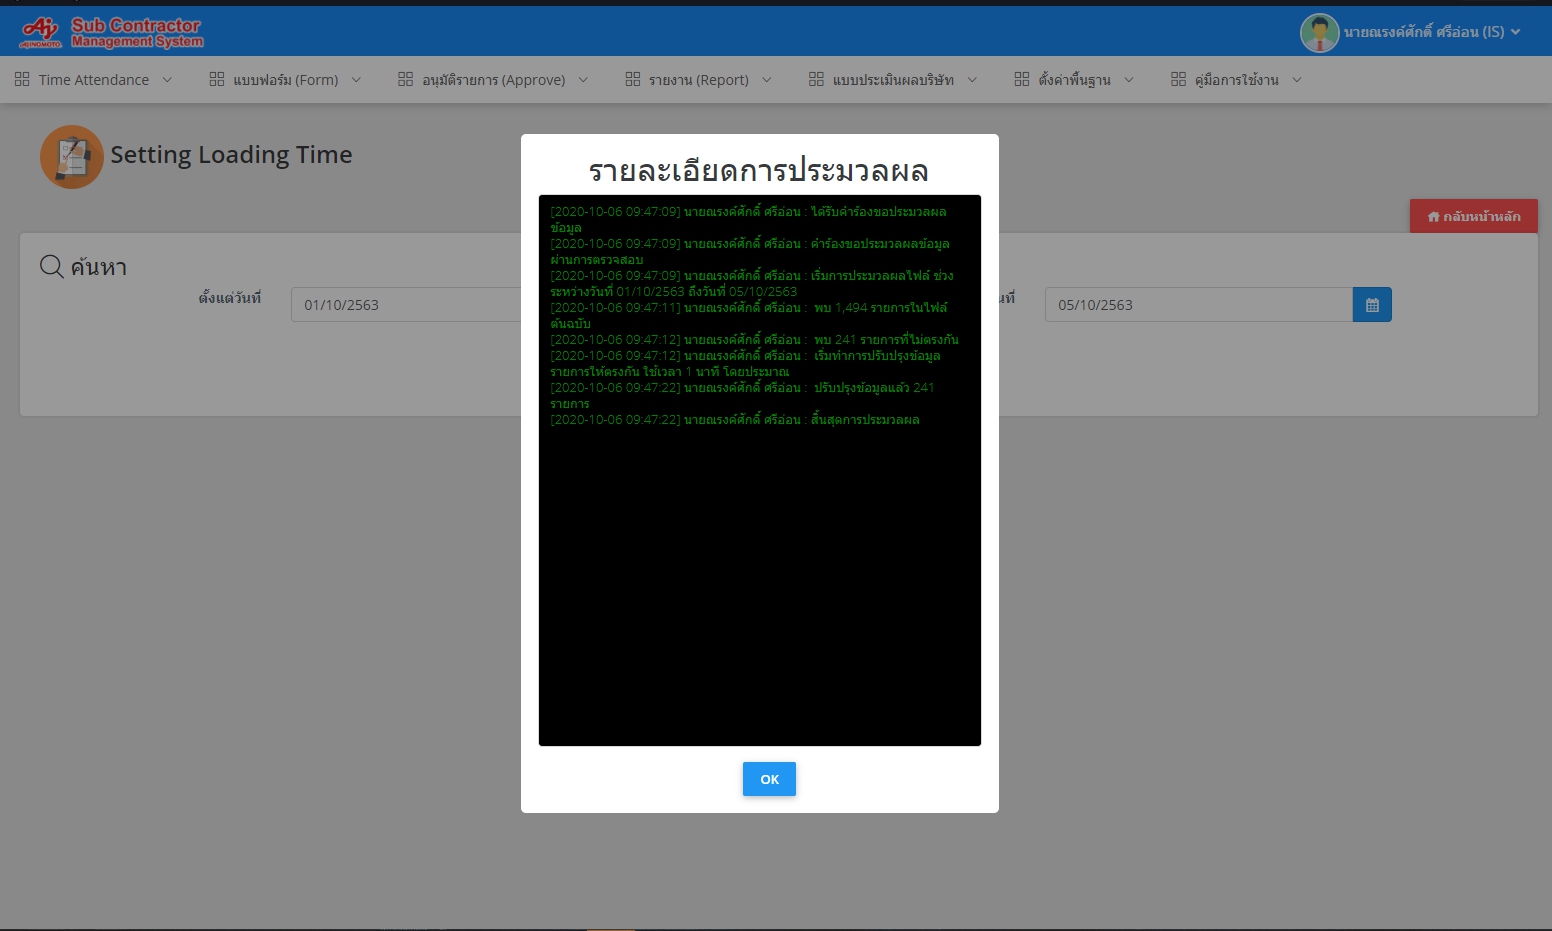 AJINOMOTO
Sub Contractor
Management System
นายณรงค์ศักดิ์ ศรีอ่อน (IS)
Time Attendance
แบบฟอร์ม (Form)
อนุมัติรายการ (Approve)
รายงาน (Report)
แบบประเมินผลบริษัท
ตั้งค่าพื้นฐาน
คู่มือการใช้งาน
Setting Loading Time
กลับหน้าหลัก
ค้นหา
ตั้งแต่วันที่
01/10/2563
นที่
05/10/2563
รายละเอียดการประมวลผล
[2020-10-06 09:47:09] นายณรงค์ศักดิ์ ศรีอ่อน : ได้รับคำร้องขอประมวลผล
ข้อมูล
[2020-10-06 09:47:09] นายณรงค์ศักดิ์ ศรีอ่อน : คำร้องขอประมวลผลข้อมูล
ผ่านการตรวจสอบ
[2020-10-06 09:47:09] นายณรงค์ศักดิ์ ศรีอ่อน : เริ่มการประมวลผลไฟล์ ช่วง
ระหว่างวันที่ 01/10/2563 ถึงวันที่ 05/10/2563
[2020-10-06 09:47:11] นายณรงค์ศักดิ์ ศรีอ่อน : พบ 1,494 รายการในไฟล์
ต้นฉบับ
[2020-10-06 09:47:12] นายณรงค์ศักดิ์ ศรีอ่อน : พบ 241 รายการที่ไม่ตรงกัน
[2020-10-06 09:47:12] นายณรงค์ศักดิ์ ศรีอ่อน : เริ่มทำการปรับปรุงข้อมูล
รายการให้ตรงกัน ใช้เวลา 1 นาที โดยประมาณ
[2020-10-06 09:47:22] นายณรงค์ศักดิ์ ศรีอ่อน : ปรับปรุงข้อมูลแล้ว 241
รายการ
[2020-10-06 09:47:22] นายณรงค์ศักดิ์ ศรีอ่อน : สิ้นสุดการประมวลผล
OK